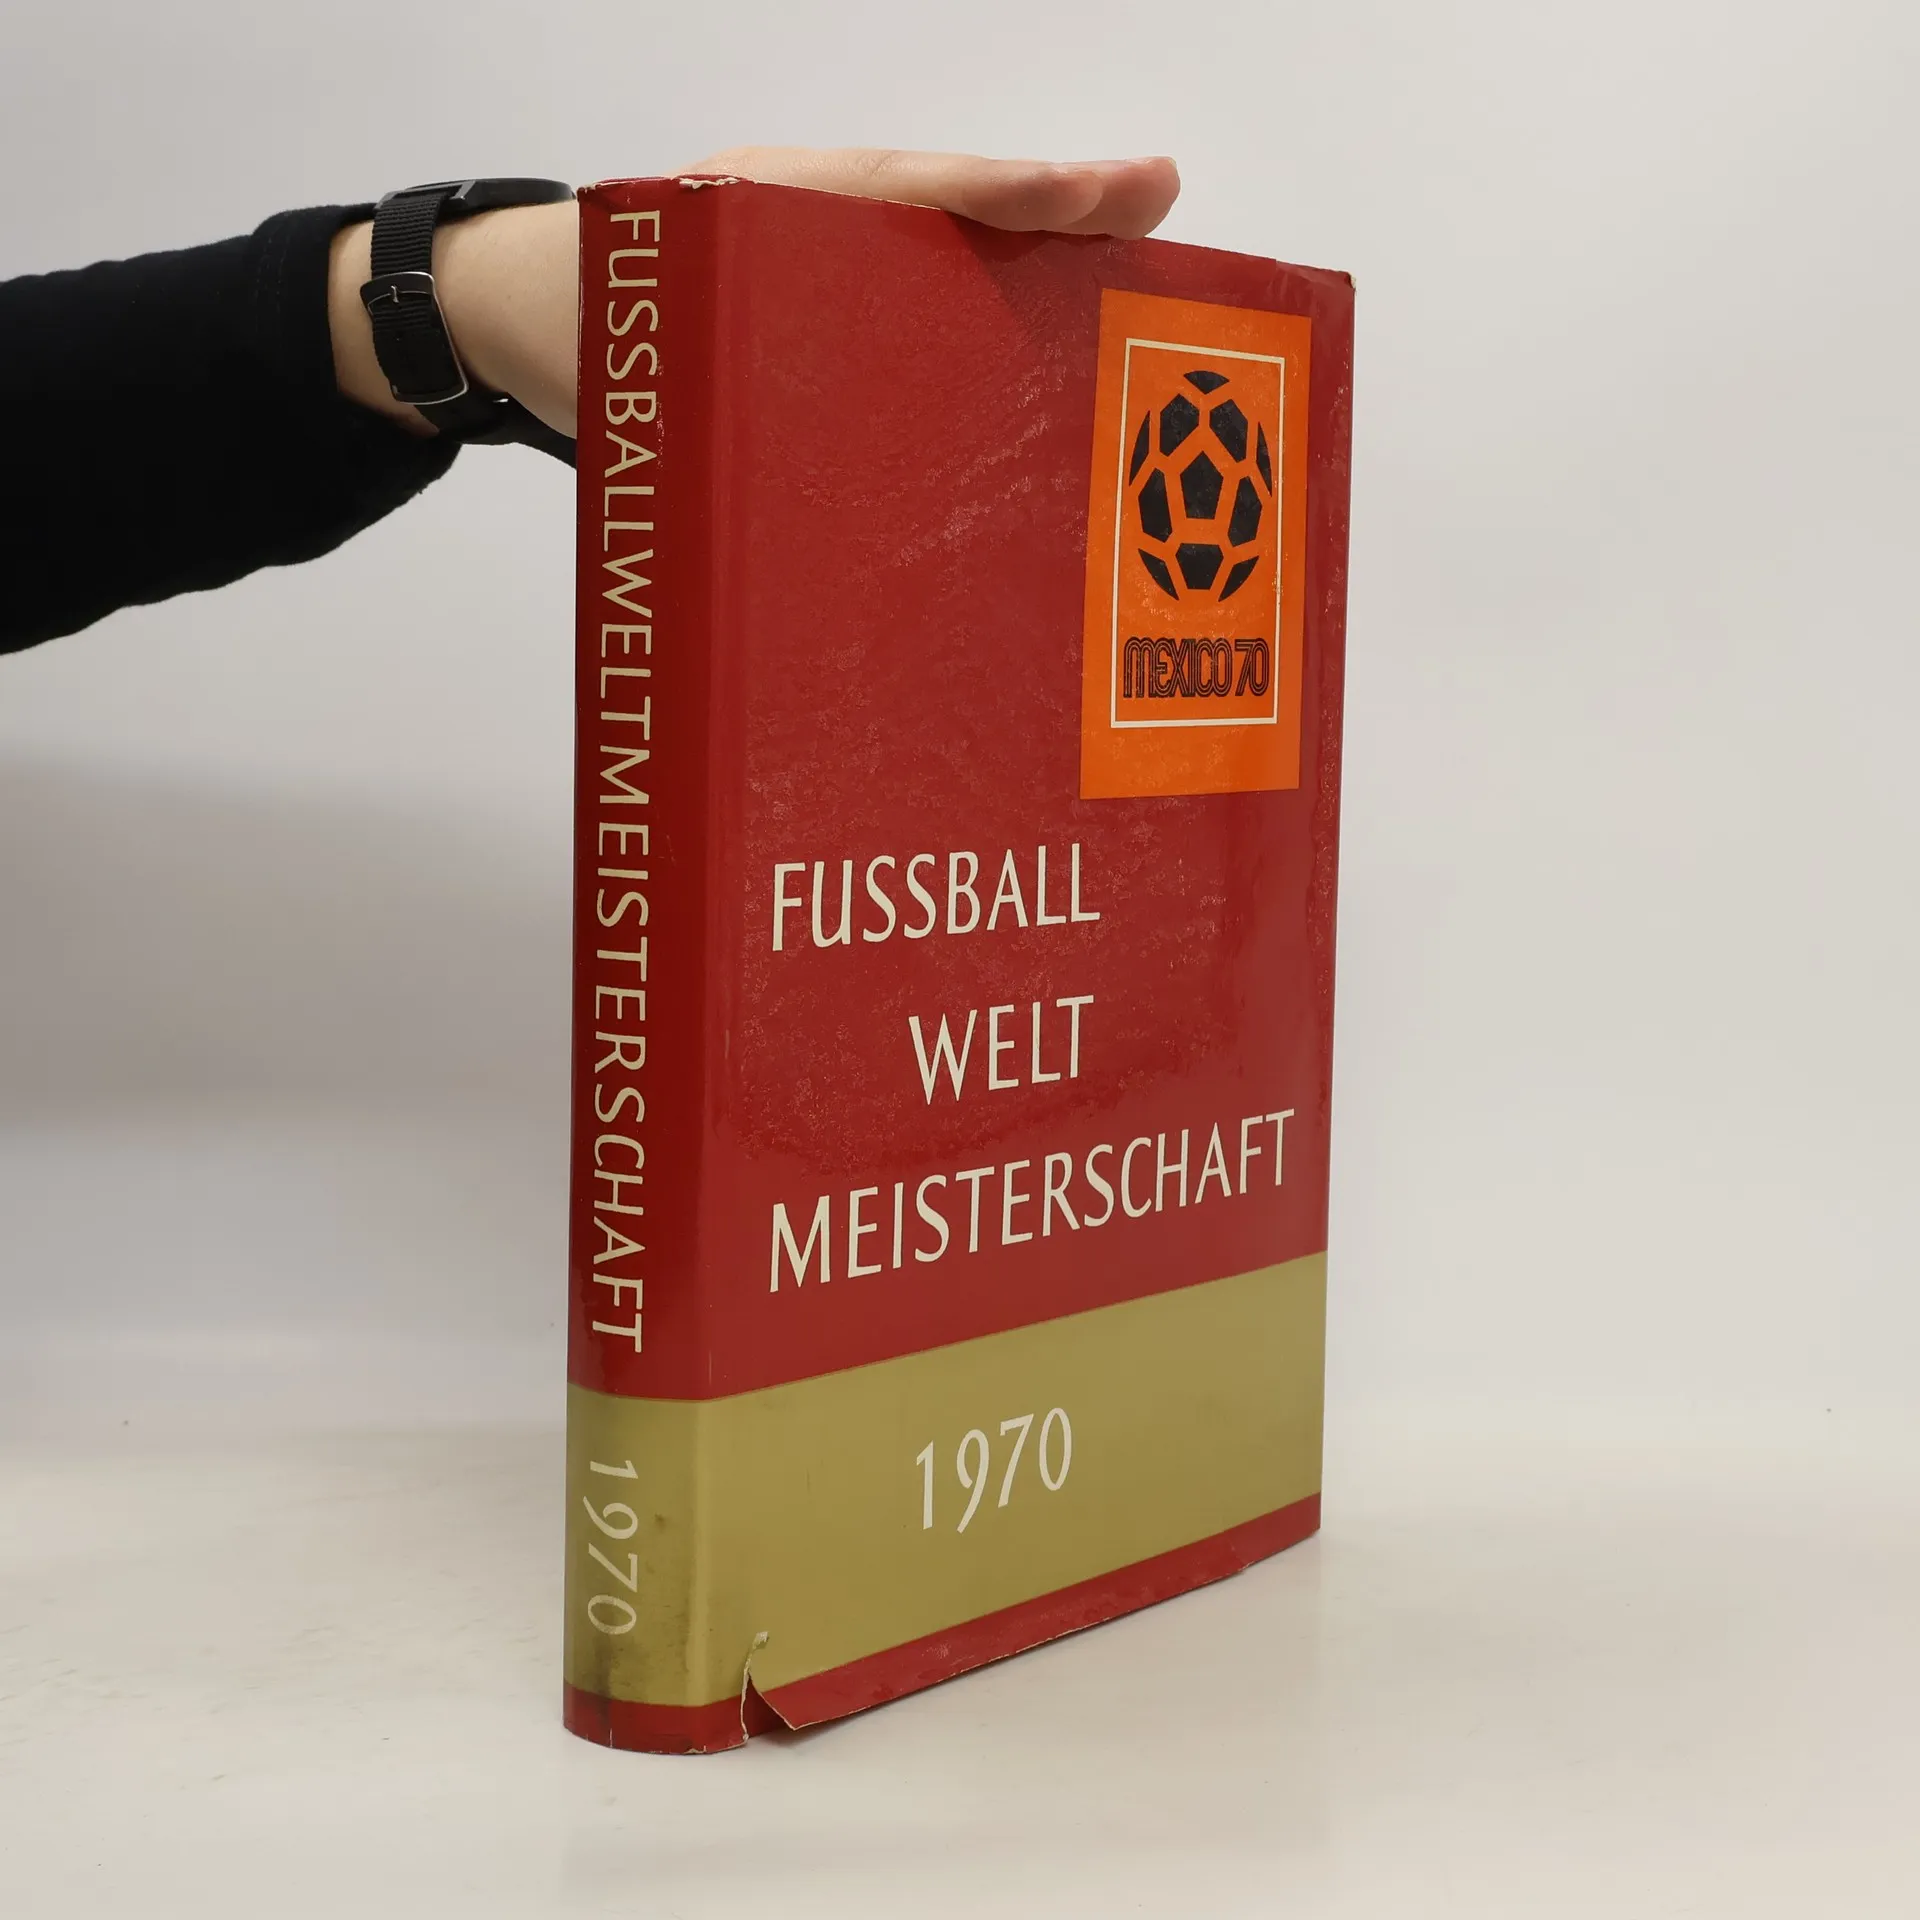 FUSSBALLWELTMEISTERSCHAFT 1970
MEXICO 70
FUSSBALL
WELT
MEISTERSCHAFT
1970